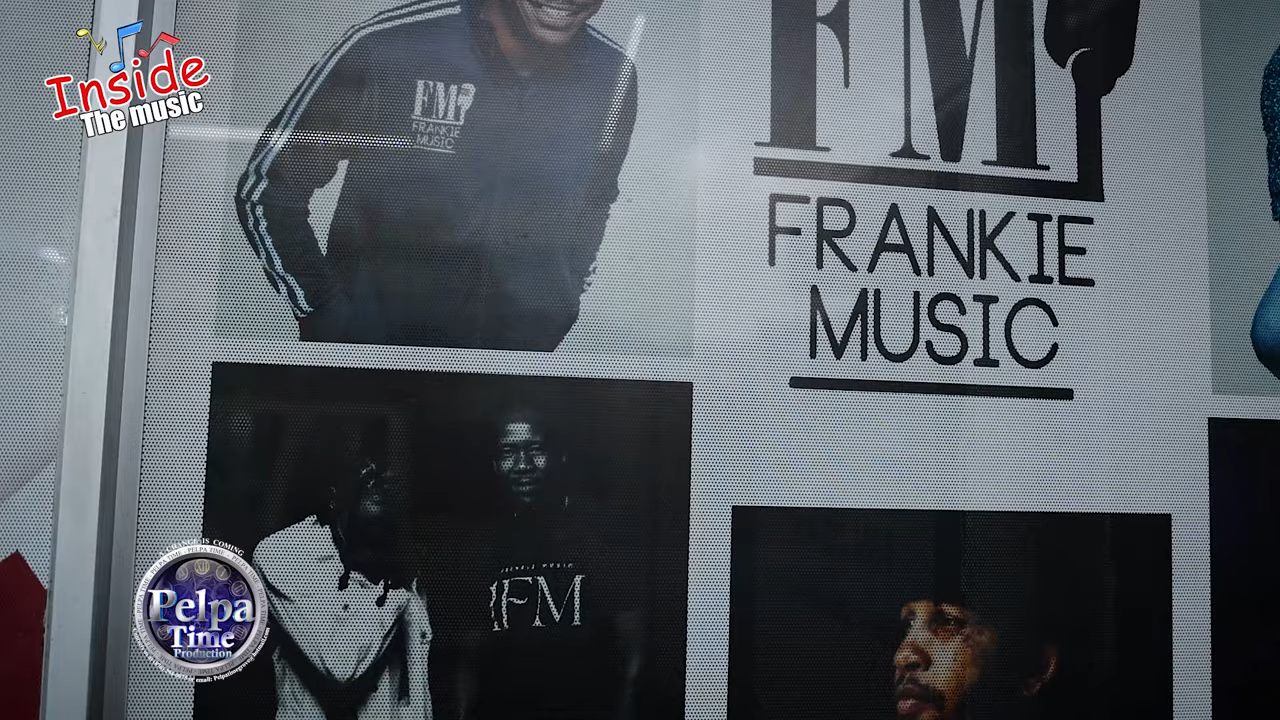 Inside
The music
FM
FRANKIE
MUSIC
FM
FRANKIE
MUSIC
FM
Pelpa
Time
Production